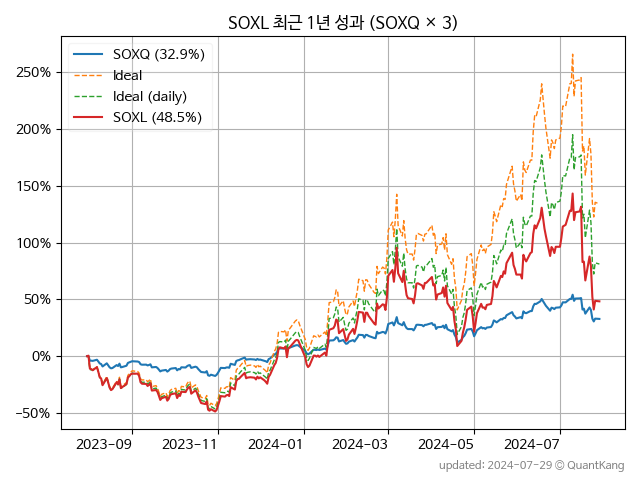 SOXL 최근 1년 성과 (SOXQ × 3)
SOXQ (32.9%)
Ideal
Ideal (daily)
SOXL (48.5%)
250%
200%
150%
100%
50%
0%
−50%
2023−09
2023−11
2024−01
2024−03
2024−05
2024−07
updated: 2024-07-29 © QuantKang